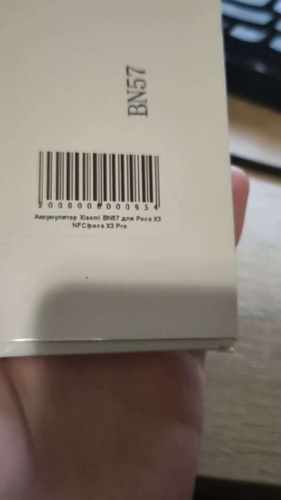 BN57
2000000000954
Аккумулятор Xiaomi BN57 для Poco X3
NFC/poco X3 Pro